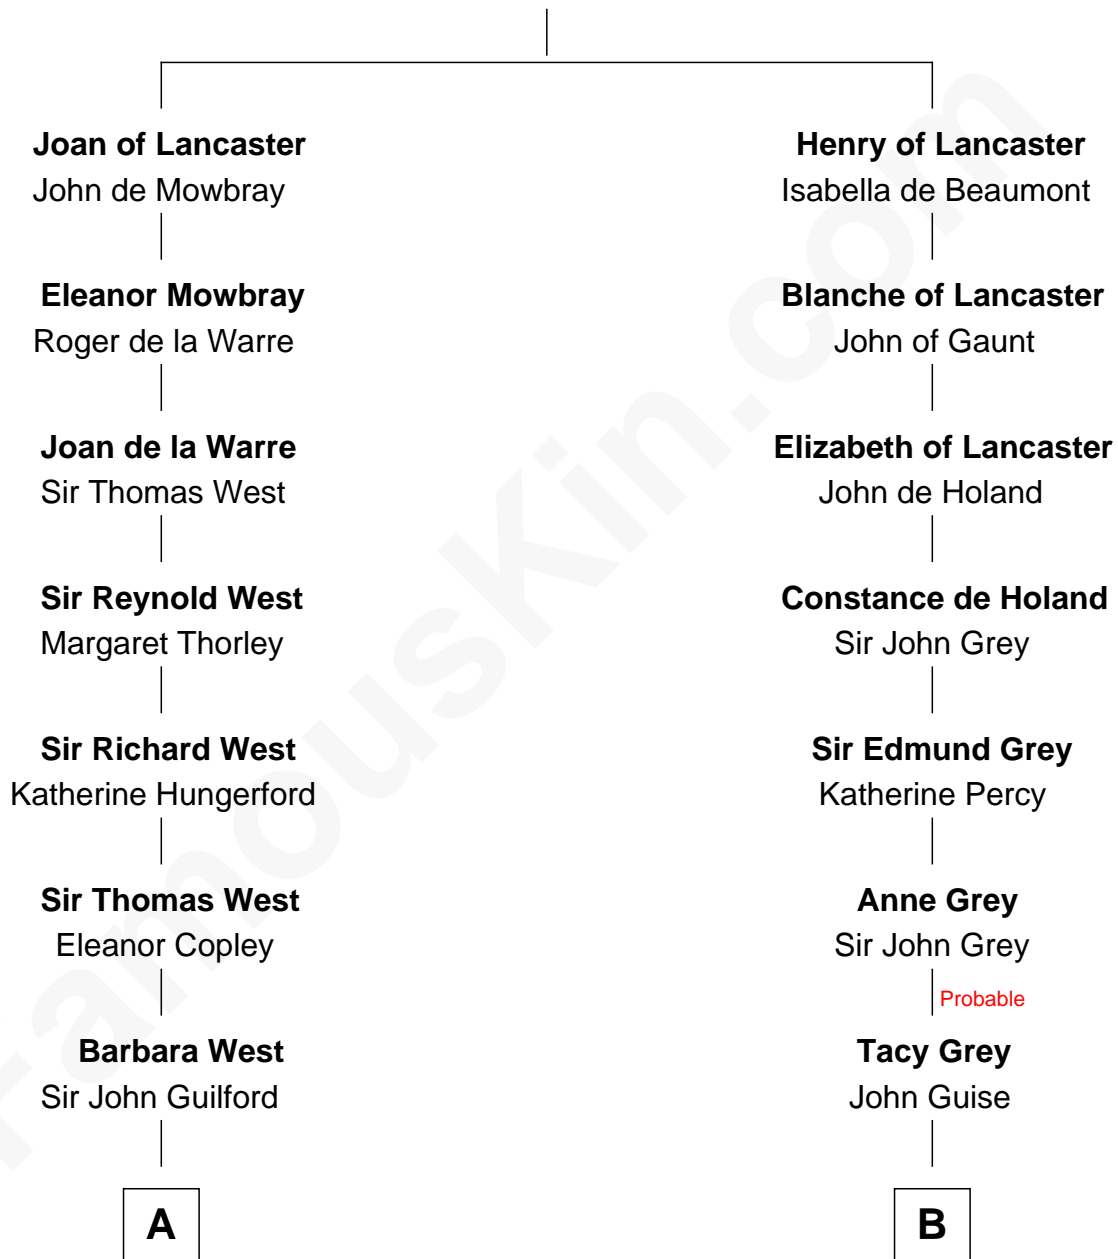 Joan of Lancaster
John de Mowbray
Henry of Lancaster
Isabella de Beaumont
Eleanor Mowbray
Roger de la Warre
Blanche of Lancaster
John of Gaunt
Joan de la Warre
Sir Thomas West
Elizabeth of Lancaster
John de Holand
Sir Reynold West
Margaret Thorley
Constance de Holand
Sir John Grey
Sir Richard West
Katherine Hungerford
Sir Edmund Grey
Katherine Percy
Sir Thomas West
Eleanor Copley
Anne Grey
Sir John Grey
Probable
Barbara West
Sir John Guilford
Tacy Grey
John Guise
A
B
FamousKin.com